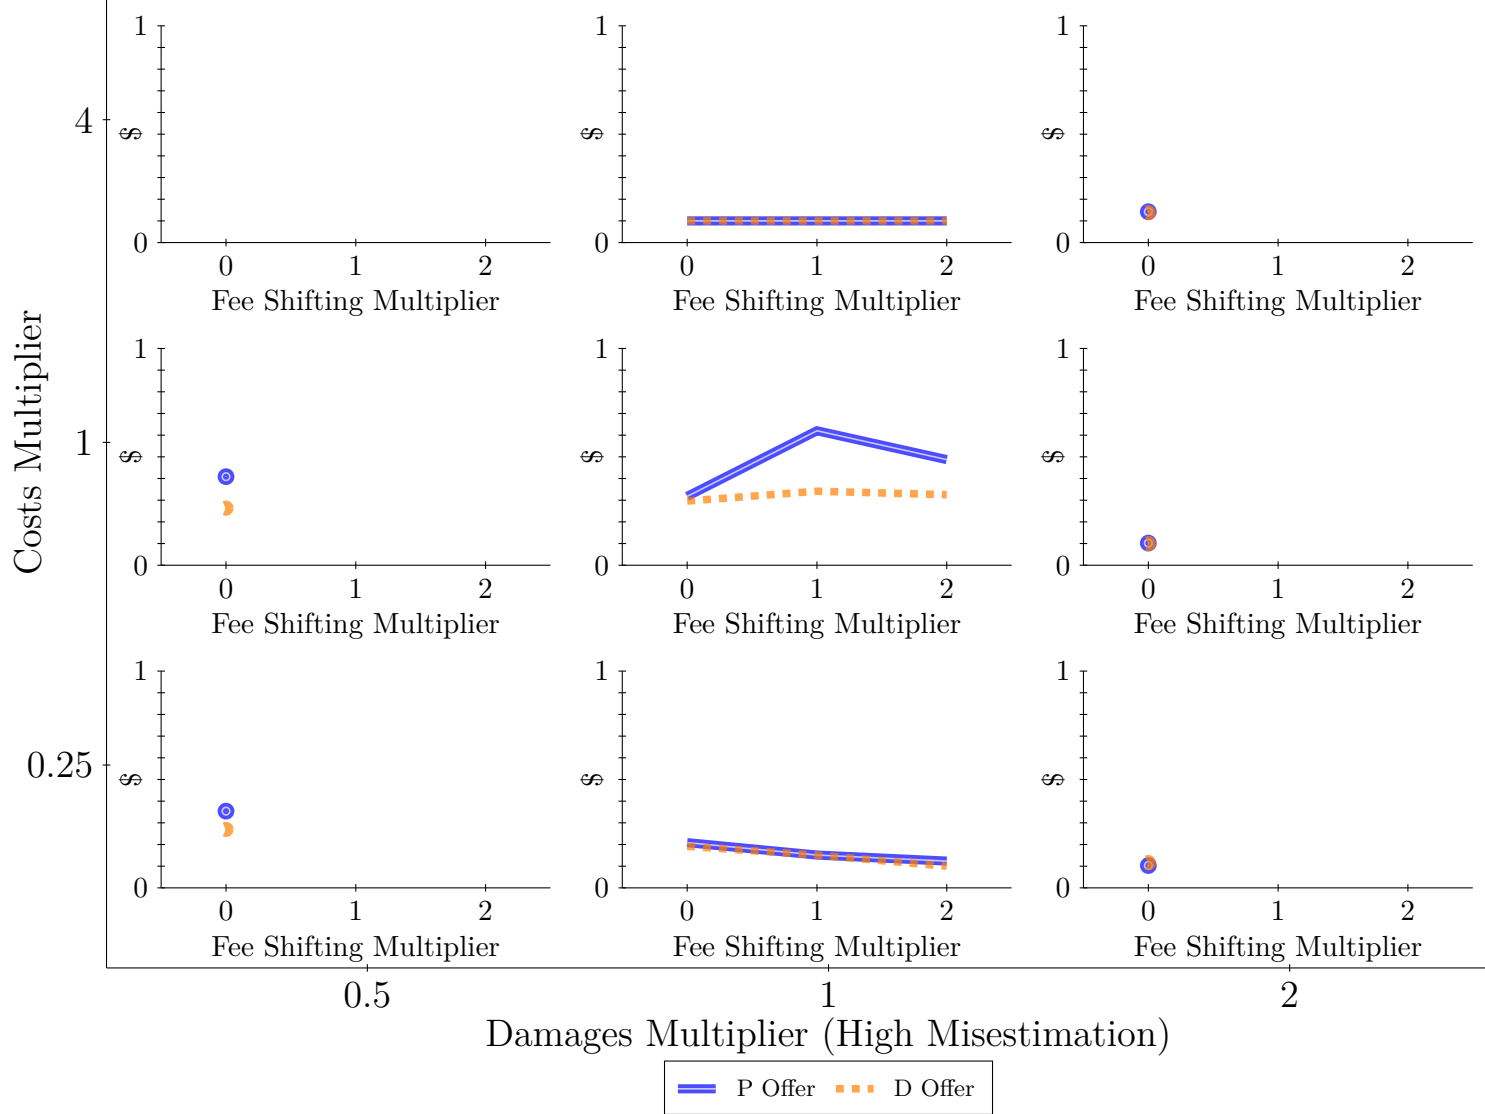 1
1
1
4
$
$
$
0
0
0
0 1 2
0 1 2
0 1 2
Fee Shifting Multiplier
Fee Shifting Multiplier
Fee Shifting Multiplier
Costs Multiplier
1
1
1
1
$
$
$
0
0
0
0 1 2
0 1 2
0 1 2
Fee Shifting Multiplier
Fee Shifting Multiplier
Fee Shifting Multiplier
1
1
1
0.25
$
$
$
0
0
0
0 1 2
0 1 2
0 1 2
Fee Shifting Multiplier
Fee Shifting Multiplier
Fee Shifting Multiplier
0.5 1 2
Damages Multiplier (High Misestimation)
P Offer D Offer